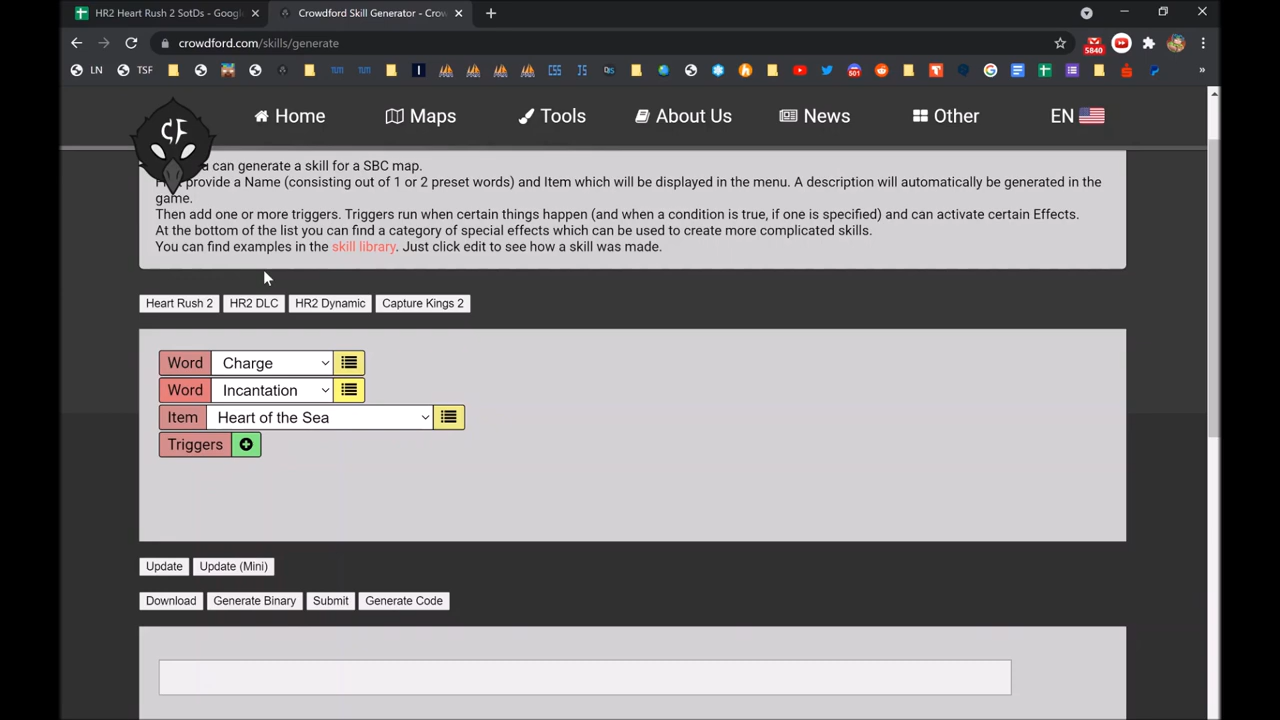 HR2 Heart Rush 2 SotDs - Google
Crowdford Skill Generator - Crow
crowdford.com/skills/generate
5840
LN
TSF
TUM
TUM
CSS
JS
501
CF
Home
Maps
Tools
About Us
News
Other
EN
can generate a skill for a SBC map.
provide a Name (consisting out of 1 or 2 preset words) and Item which will be displayed in the menu. A description will automatically be generated in the
game.
Then add one or more triggers. Triggers run when certain things happen (and when a condition is true, if one is specified) and can activate certain Effects.
At the bottom of the list you can find a category of special effects which can be used to create more complicated skills.
You can find examples in the skill library. Just click edit to see how a skill was made.
Heart Rush 2
HR2 DLC
HR2 Dynamic
Capture Kings 2
Word Charge
Word Incantation
Item Heart of the Sea
Triggers
Update
Update (Mini)
Download
Generate Binary
Submit
Generate Code